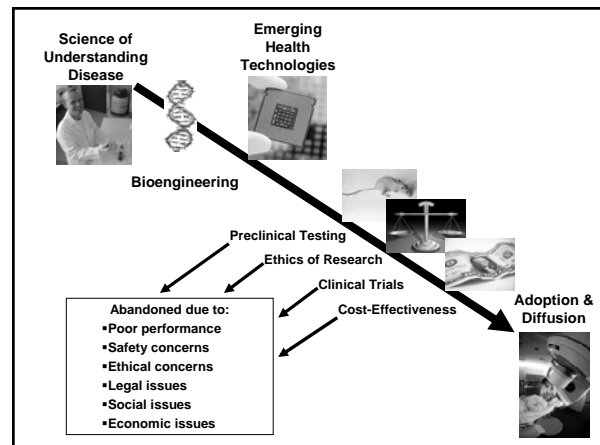 Science of
Understanding
Disease
Emerging
Health
Technologies
Bioengineering
Preclinical Testing
Ethics of Research
Clinical Trials
Cost-Effectiveness
Adoption &
Diffusion
Abandoned due to:
▪Poor performance
▪Safety concerns
▪Ethical concerns
▪Legal issues
▪Social issues
▪Economic issues